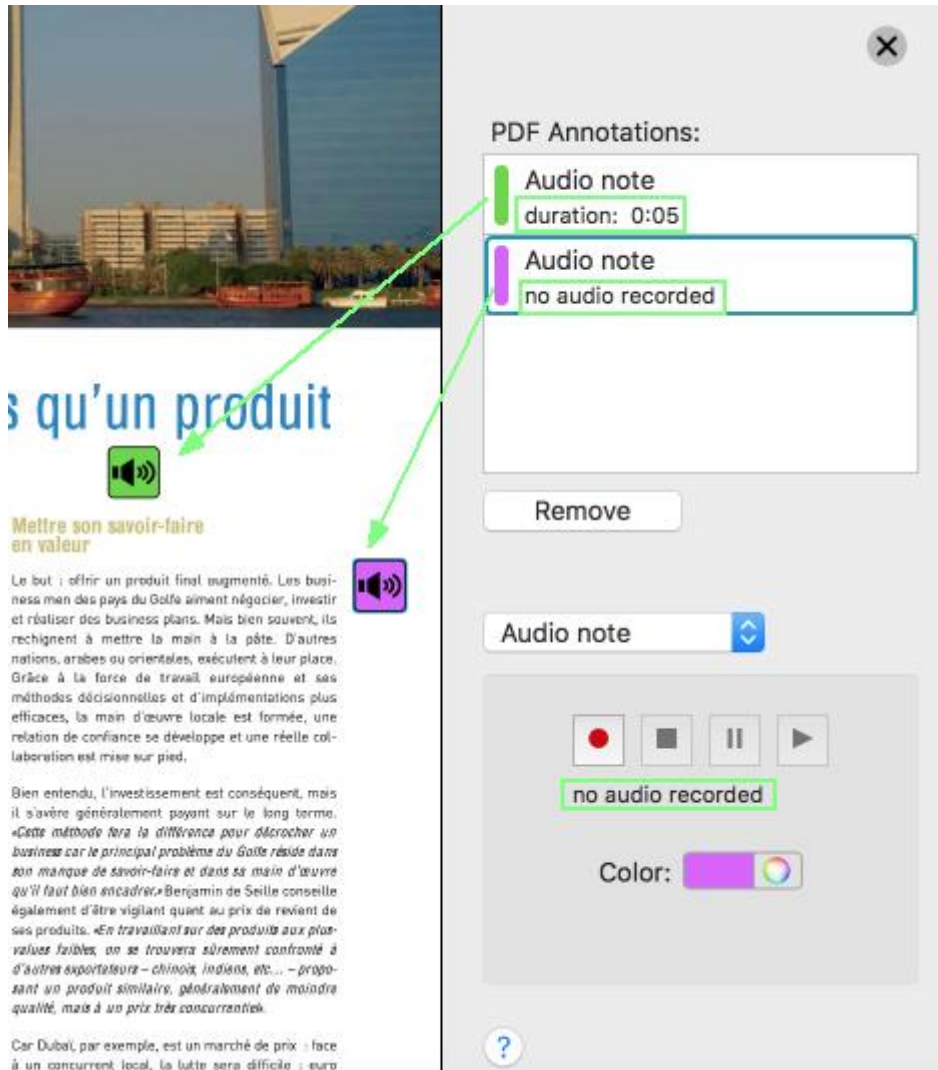 s qu'un produit
Mettre son savoir-faire
en valeur
Le but : offrir un produit final augmenté. Les busi-
ness men des pays du Golfe aiment négocier, investir
et réaliser des business plans. Mais bien souvent, ils
rechignent à mettre la main à la pâte. D'autres
nations, arabes ou orientales, exécutent à leur place.
Grâce à la force de travail européenne et ses
méthodes décisionnelles et d'implémentations plus
efficaces, la main d'œuvre locale est formée, une
relation de confiance se développe et une réelle col-
laboration est mise sur pied.
Bien entendu, l'investissement est conséquent, mais
il s'avère généralement payant sur le long terme.
«Cette méthode fera la différence pour décrocher un
business car le principal problème du Golfe réside dans
son manque de savoir-faire et dans sa main d'œuvre
qu'il faut bien encadrer.» Benjamin de Seille conseille
également d'être vigilant quant au prix de revient de
ses produits. «En travaillant sur des produits aux plus-
values faibles, on se trouvera sûrement confronté à
d'autres exportateurs – chinois, indiens, etc... – propo-
sant un produit similaire, généralement de moindre
qualité, mais à un prix très concurrentiel».
Car Dubaï, par exemple, est un marché de prix : face
à un concurrent local, la lutte sera difficile : euro
PDF Annotations:
Audio note
duration: 0:05
Audio note
no audio recorded
Remove
Audio note
no audio recorded
Color:
?